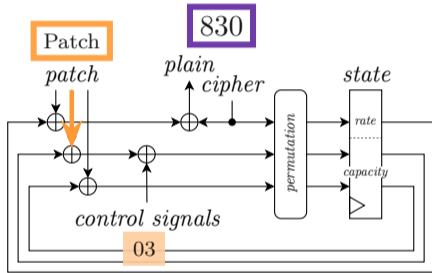 Patch
830
patch
plain
cipher
state
rate
permutation
capacity
control signals
03